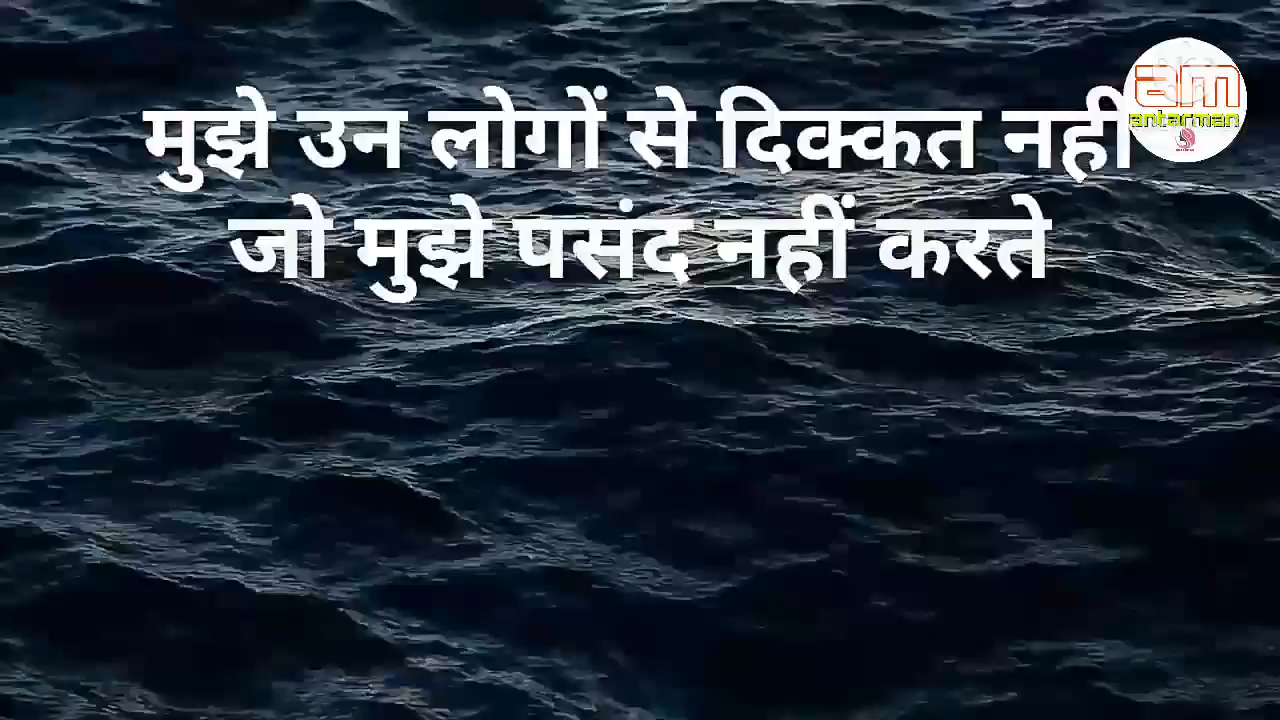 मुझे उन लोगों से दिक्कत नही
जो मुझे पसंद नहीं करते
am
antarman